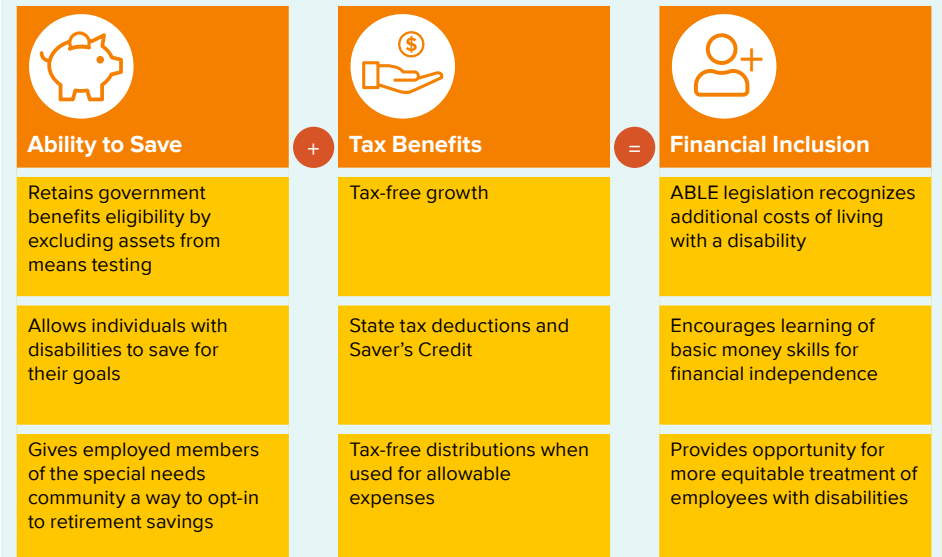 $
Ability to Save
+
Tax Benefits
=
Financial Inclusion
Retains government
benefits eligibility by
excluding assets from
means testing
Tax-free growth
ABLE legislation recognizes
additional costs of living
with a disability
Allows individuals with
disabilities to save for
their goals
State tax deductions and
Saver’s Credit
Encourages learning of
basic money skills for
financial independence
Gives employed members
of the special needs
community a way to opt-in
to retirement savings
Tax-free distributions when
used for allowable
expenses
Provides opportunity for
more equitable treatment of
employees with disabilities